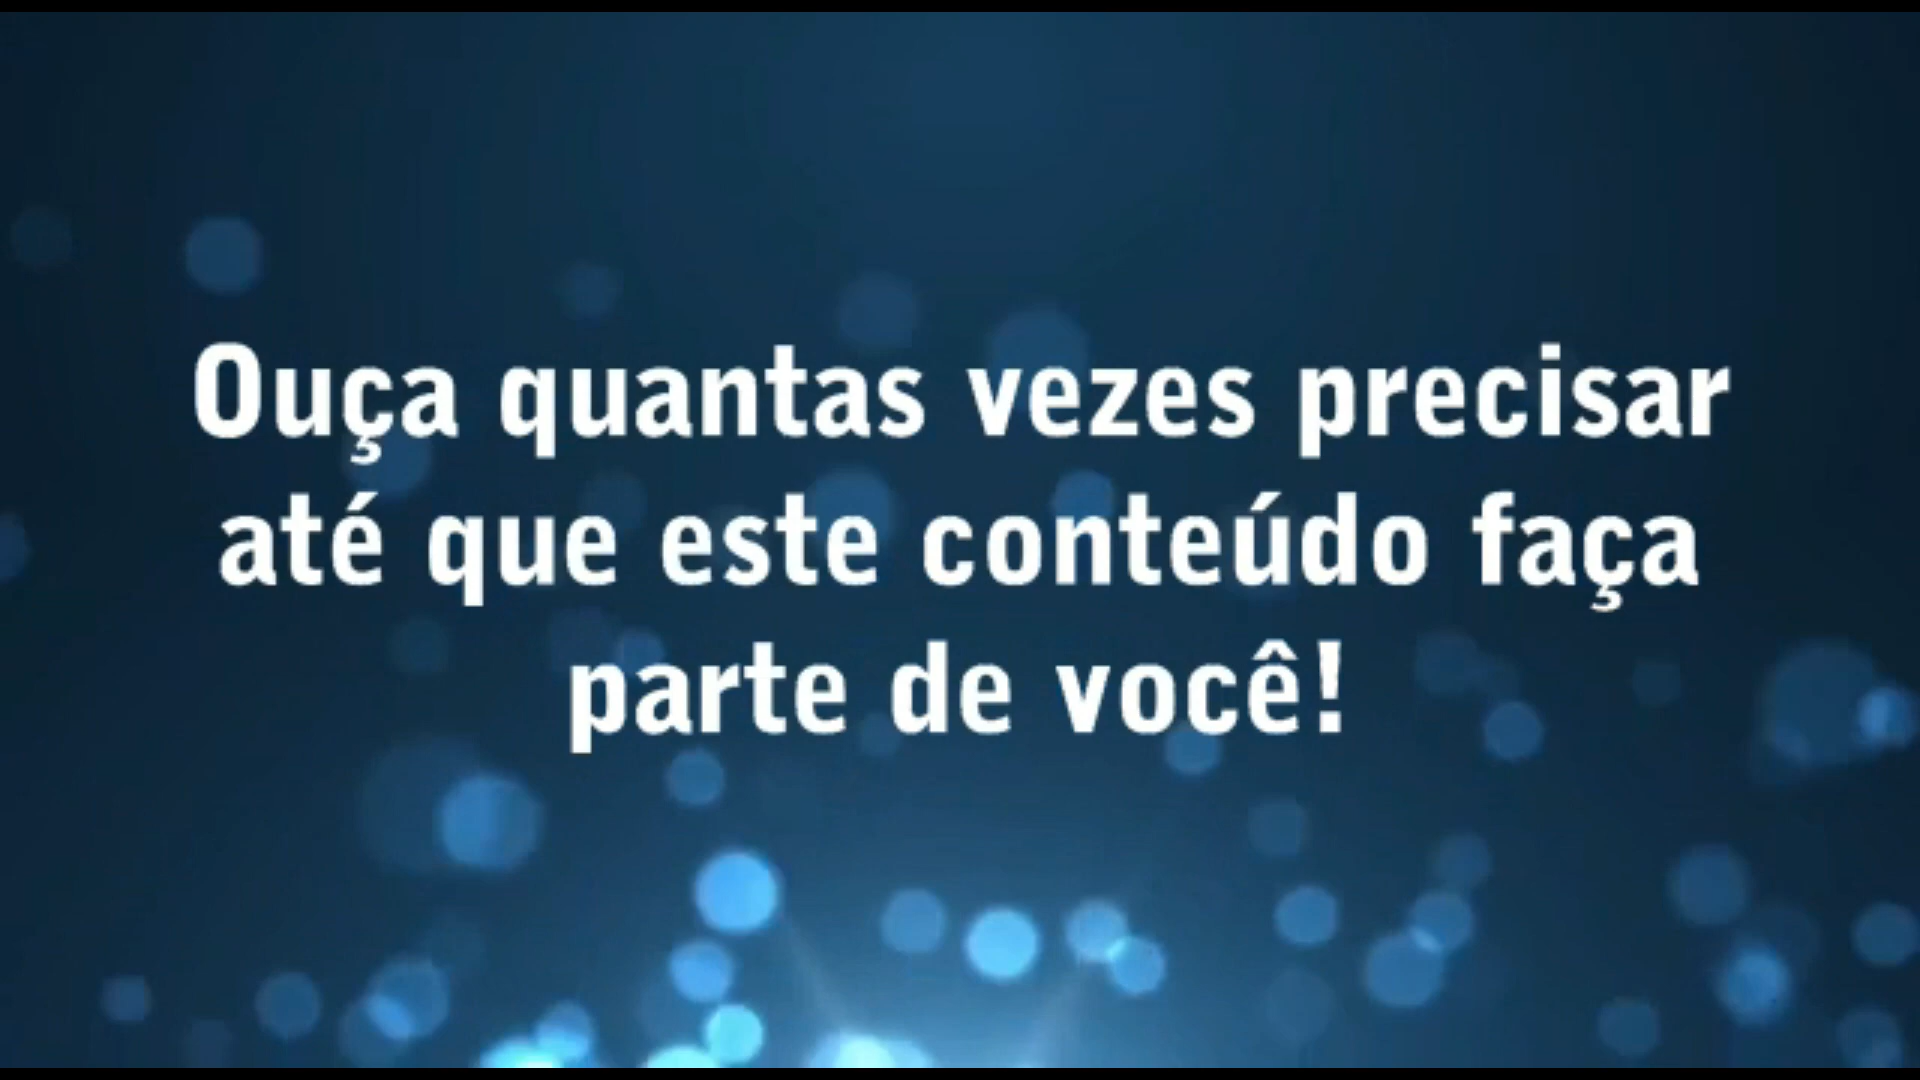 Ouça quantas vezes precisar
até que este conteúdo faça
parte de você!